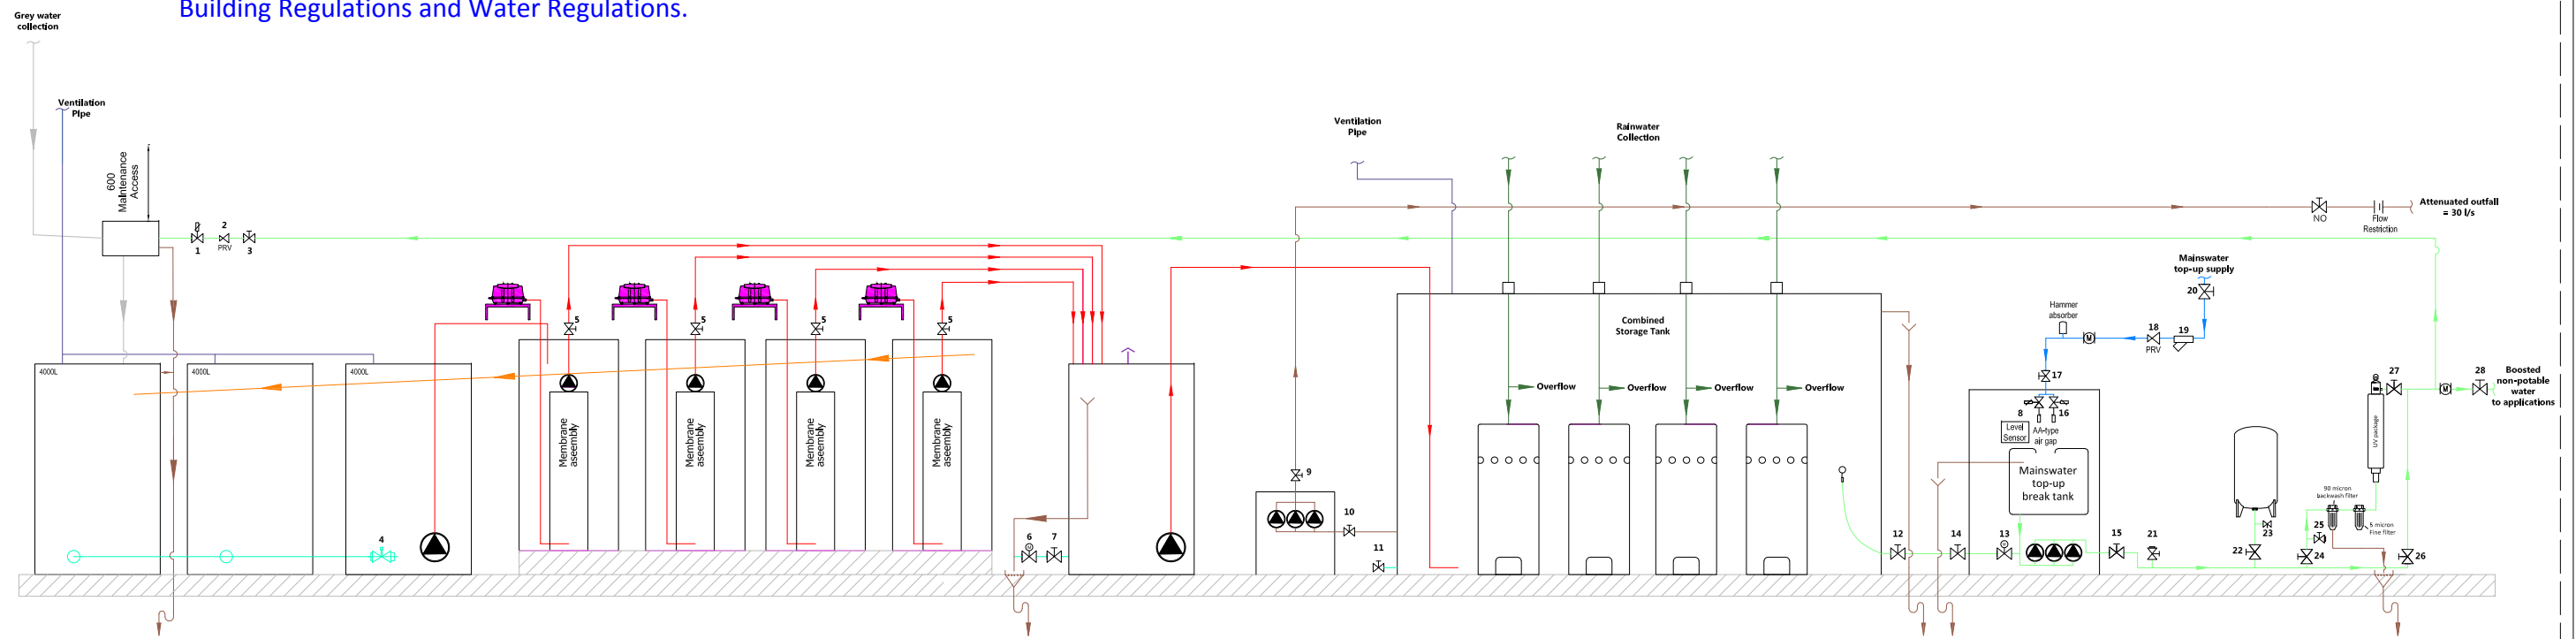 Building Regulations and Water Regulations.
Grey water
collection
Ventilation
Pipe
600
Maintenance
Access
1
2
PRV
3
4000L
4000L
4000L
4
5
5
5
5
Membrane
aseembly
Membrane
aseembly
Membrane
aseembly
Membrane
aseembly
6
M
7
Ventilation
Pipe
Rainwater
Collection
Combined
Storage Tank
Overflow
Overflow
Overflow
Overflow
9
10
11
NO
Flow
Restriction
Attenuated outfall
= 30 l/s
Mainswater
top-up supply
20
Hammer
absorber
M
18
PRV
19
17
8
16
Level
Sensor
AA-type
air gap
Mainswater
top-up
break tank
12
14
13
15
21
22
23
90 micron
backwash filter
5 micron
Fine filter
25
24
26
UV package
27
M
28
Boosted
non-potable
water
to applications